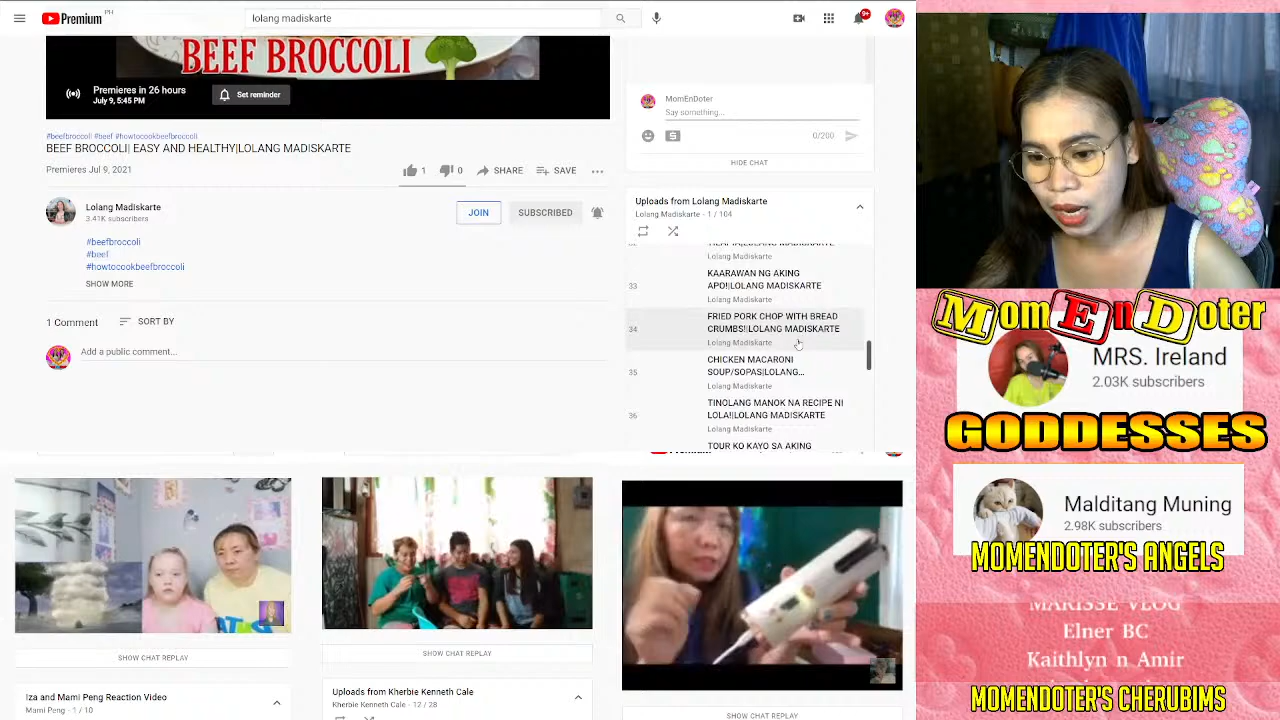 Premium PH
lolang madiskarte
9+
BEEF BROCCOLI
Premieres in 26 hours
July 9, 5:45 PM
Set reminder
#beefbroccoli #beef #howtocookbeefbroccoli
BEEF BROCCOLI| EASY AND HEALTHY|LOLANG MADISKARTE
Premieres Jul 9, 2021
1
0
SHARE
SAVE
Lolang Madiskarte
3.41K subscribers
JOIN
SUBSCRIBED
#beefbroccoli
#beef
#howtocookbeefbroccoli
SHOW MORE
1 Comment
SORT BY
Add a public comment...
MomEnDoter
Say something...
0/200
HIDE CHAT
Uploads from Lolang Madiskarte
Lolang Madiskarte - 1 / 104
Lolang Madiskarte
33
KAARAWAN NG AKING
APO!|LOLANG MADISKARTE
Lolang Madiskarte
34
FRIED PORK CHOP WITH BREAD
CRUMBS!|LOLANG MADISKARTE
Lolang Madiskarte
35
CHICKEN MACARONI
SOUP/SOPAS|LOLANG...
Lolang Madiskarte
36
TINOLANG MANOK NA RECIPE NI
LOLA!|LOLANG MADISKARTE
Lolang Madiskarte
TOUR KO KAYO SA AKING
SHOW CHAT REPLAY
Iza and Mami Peng Reaction Video
Mami Peng - 1 / 10
SHOW CHAT REPLAY
Uploads from Kherbie Kenneth Cale
Kherbie Kenneth Cale - 12 / 28
SHOW CHAT REPLAY
MomEnDoter
MRS. Ireland
2.03K subscribers
GODDESSES
Malditang Muning
2.98K subscribers
MOMENDOTER'S ANGELS
MARISSE VLOG
Elner BC
Kaithlyn n Amir
MOMENDOTER'S CHERUBIMS